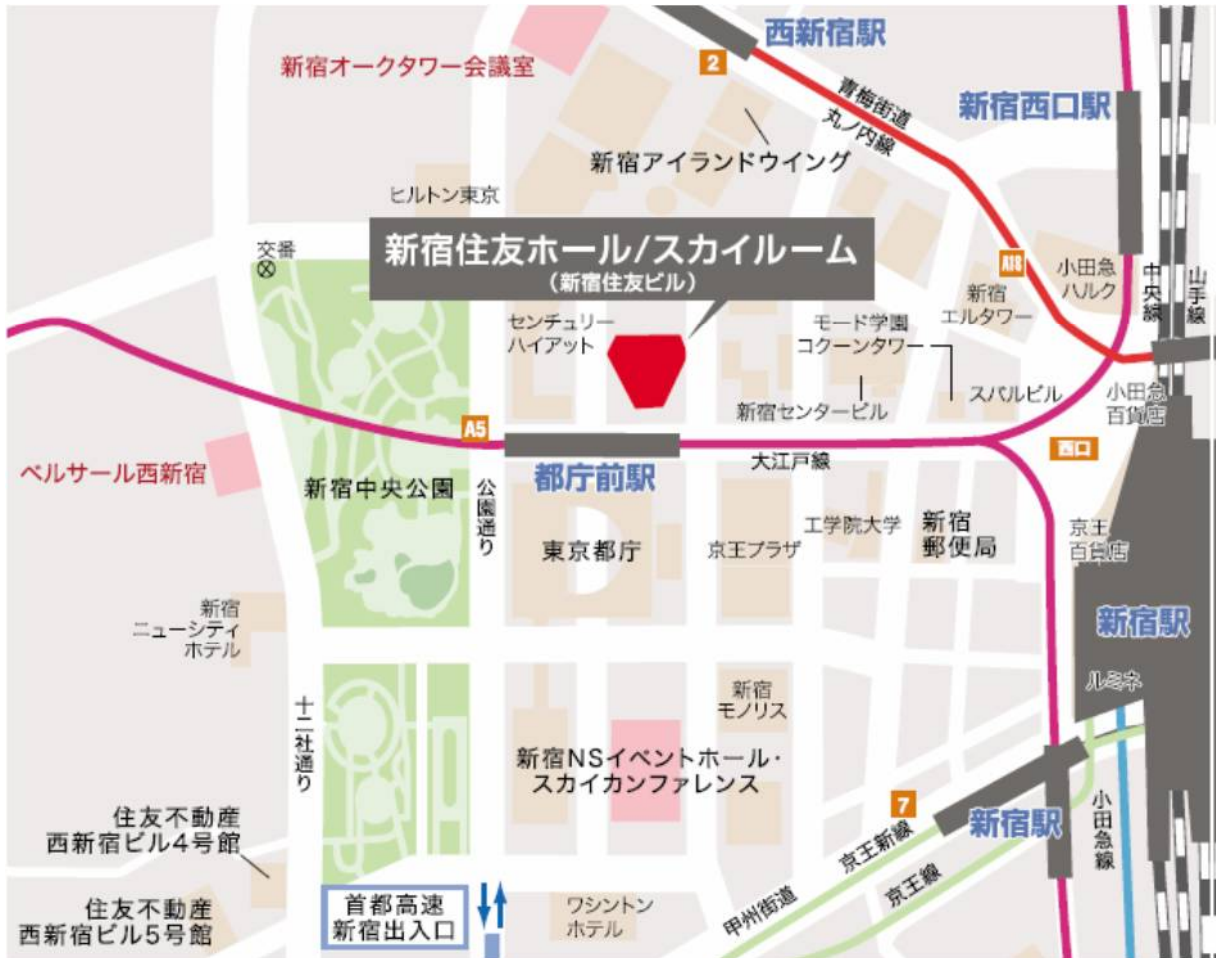 西新宿駅
新宿オークタワー会議室
2
青梅街道
丸ノ内線
新宿西口駅
新宿アイランドウイング
ヒルトン東京
交番
新宿住友ホール/スカイルーム
(新宿住友ビル)
A18
小田急
ハルク
中央線
山手線
新宿
エルタワー
センチュリー
ハイアット
モード学園
コクーンタワー
スバルビル
小田急
百貨店
新宿センタービル
A5
西口
大江戸線
都庁前駅
ベルサール西新宿
新宿中央公園
公園通り
東京都庁
京王プラザ
工学院大学
新宿
郵便局
京王
百貨店
新宿
ニューシティ
ホテル
新宿駅
ルミネ
新宿
モノリス
十二社通り
新宿NSイベントホール・
スカイカンファレンス
7
新宿駅
小田急線
住友不動産
西新宿ビル4号館
京王新線
京王線
甲州街道
住友不動産
西新宿ビル5号館
首都高速
新宿出入口
ワシントン
ホテル